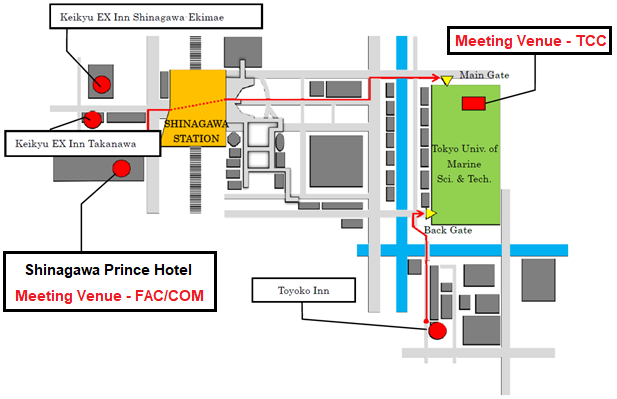 Keikyu EX Inn Shinagawa Ekimae
Meeting Venue - TCC
Main Gate
SHINAGAWA
STATION
Keikyu EX Inn Takanawa
Tokyo Univ. of
Marine
Sci. & Tech.
Back Gate
Shinagawa Prince Hotel
Meeting Venue - FAC/COM
Toyoko Inn